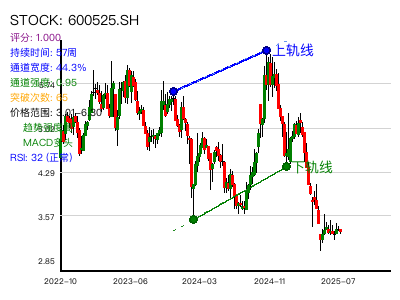 STOCK: 600525.SH
评分: 1.000
持续时间: 57周
通道宽度: 44.3%
通道强度: 0.95
突破次数: 65
价格范围: 3.01-6.30
趋势强度
MACD多头
RSI: 32 (正常)
上轨线
下轨线
4.29
3.57
2.85
2022-10
2023-06
2024-03
2024-11
2025-07